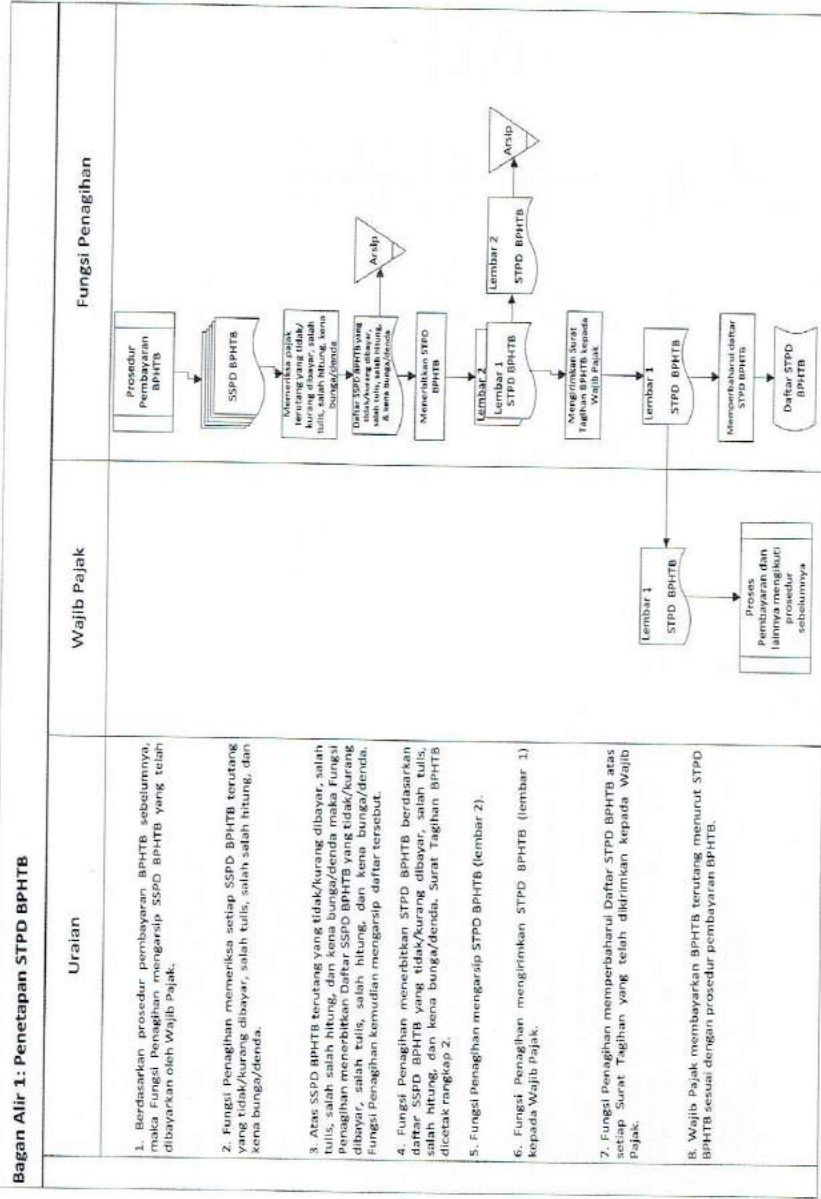 Bagan Alir 1: Penetapan STPD BPHTB
Uraian
Wajib Pajak
Fungsi Penagihan
1. Berdasarkan prosedur pembayaran BPHTB sebelumnya,
maka Fungsi Penagihan mengarsip SSPD BPHTB yang telah
dibayarkan oleh Wajib Pajak.
2. Fungsi Penagihan memeriksa setiap SSPD BPHTB terutang
yang tidak/kurang dibayar, salah tulis, salah salah hitung, dan
kena bunga/denda.
3. Atas SSPD BPHTB terutang yang tidak/kurang dibayar, salah
tulis, salah salah hitung, dan kena bunga/denda maka Fungsi
Penagihan menerbitkan Daftar SSPD BPHTB yang tidak/kurang
dibayar, salah tulis, salah hitung, dan kena bunga/denda.
Fungsi Penagihan kemudian mengarsip daftar tersebut.
4. Fungsi Penagihan menerbitkan STPD BPHTB berdasarkan
daftar SSPD BPHTB yang tidak/kurang dibayar, salah tulis,
salah hitung, dan kena bunga/denda. Surat Tagihan BPHTB
dicetak rangkap 2.
5. Fungsi Penagihan mengarsip STPD BPHTB (lembar 2).
6. Fungsi Penagihan mengirimkan STPD BPHTB (lembar 1)
kepada Wajib Pajak.
7. Fungsi Penagihan memperbaharui Daftar STPD BPHTB atas
setiap Surat Tagihan yang telah dikirimkan kepada Wajib
Pajak.
8. Wajib Pajak membayarkan BPHTB terutang menurut STPD
BPHTB sesuai dengan prosedur pembayaran BPHTB.
Lembar 1
STPD BPHTB
Proses
Pembayaran dan
lainnya mengikuti
prosedur
sebelumnya
Prosedur
Pembayaran
BPHTB
SSPD BPHTB
Memeriksa pajak
terutang yang tidak/
kurang dibayar, salah
tulis, salah hitung, kena
bunga/denda
Daftar SSPD BPHTB yang
tidak/kurang dibayar,
salah tulis, salah hitung,
& kena bunga/denda
Arsip
Menerbitkan STPD
BPHTB
Lembar 2
Lembar 1
STPD BPHTB
Lembar 2
STPD BPHTB
Arsip
Mengirimkan Surat
Tagihan BPHTB kepada
Wajib Pajak
Lembar 1
STPD BPHTB
Memperbaharui daftar
STPD BPHTB
Daftar STPD
BPHTB